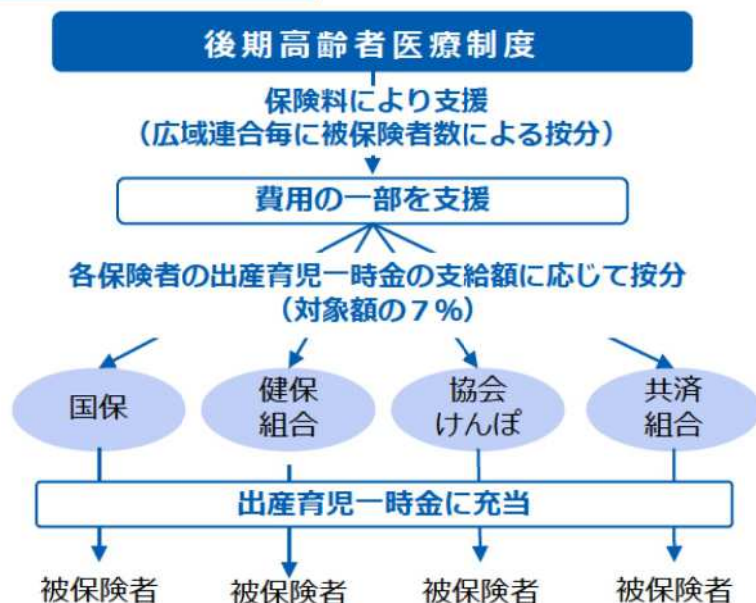 後期高齢者医療制度
保険料により支援
（広域連合毎に被保険者数による按分）
費用の一部を支援
各保険者の出産育児一時金の支給額に応じて按分
（対象額の７％）
国保
健保
組合
協会
けんぽ
共済
組合
出産育児一時金に充当
被保険者
被保険者
被保険者
被保険者